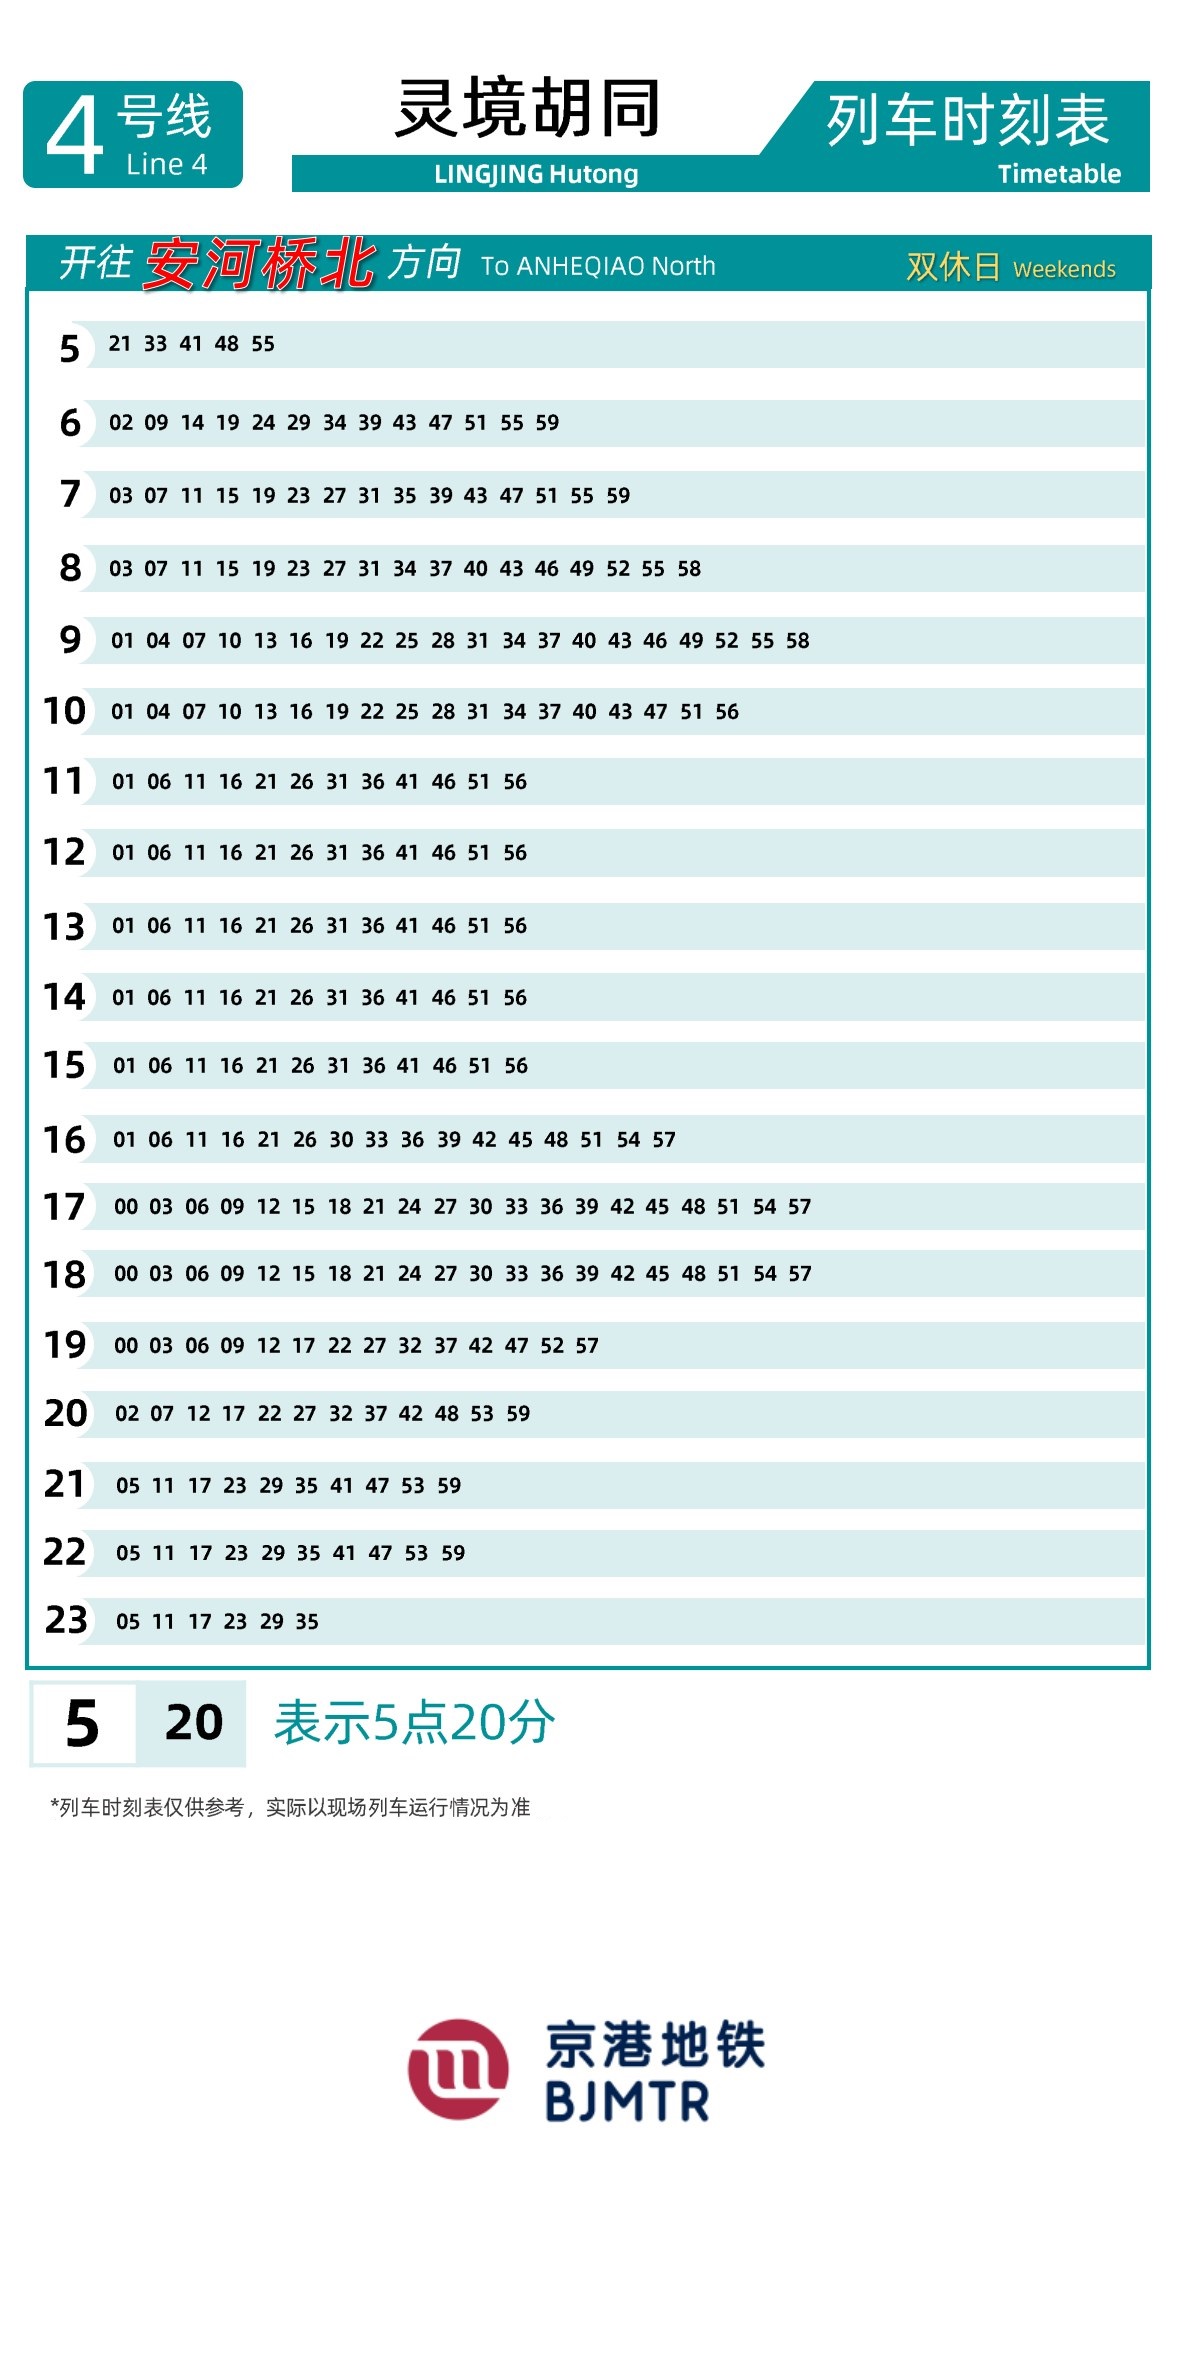 4 号线
Line 4
灵境胡同
LINGJING Hutong
列车时刻表
Timetable
开往 安河桥北 方向 To ANHEQIAO North 双休日 Weekends
5 21 33 41 48 55
6 02 09 14 19 24 29 34 39 43 47 51 55 59
7 03 07 11 15 19 23 27 31 35 39 43 47 51 55 59
8 03 07 11 15 19 23 27 31 34 37 40 43 46 49 52 55 58
9 01 04 07 10 13 16 19 22 25 28 31 34 37 40 43 46 49 52 55 58
10 01 04 07 10 13 16 19 22 25 28 31 34 37 40 43 47 51 56
11 01 06 11 16 21 26 31 36 41 46 51 56
12 01 06 11 16 21 26 31 36 41 46 51 56
13 01 06 11 16 21 26 31 36 41 46 51 56
14 01 06 11 16 21 26 31 36 41 46 51 56
15 01 06 11 16 21 26 31 36 41 46 51 56
16 01 06 11 16 21 26 30 33 36 39 42 45 48 51 54 57
17 00 03 06 09 12 15 18 21 24 27 30 33 36 39 42 45 48 51 54 57
18 00 03 06 09 12 15 18 21 24 27 30 33 36 39 42 45 48 51 54 57
19 00 03 06 09 12 17 22 27 32 37 42 47 52 57
20 02 07 12 17 22 27 32 37 42 48 53 59
21 05 11 17 23 29 35 41 47 53 59
22 05 11 17 23 29 35 41 47 53 59
23 05 11 17 23 29 35
5 20 表示5点20分
*列车时刻表仅供参考，实际以现场列车运行情况为准
京港地铁
BJMTR